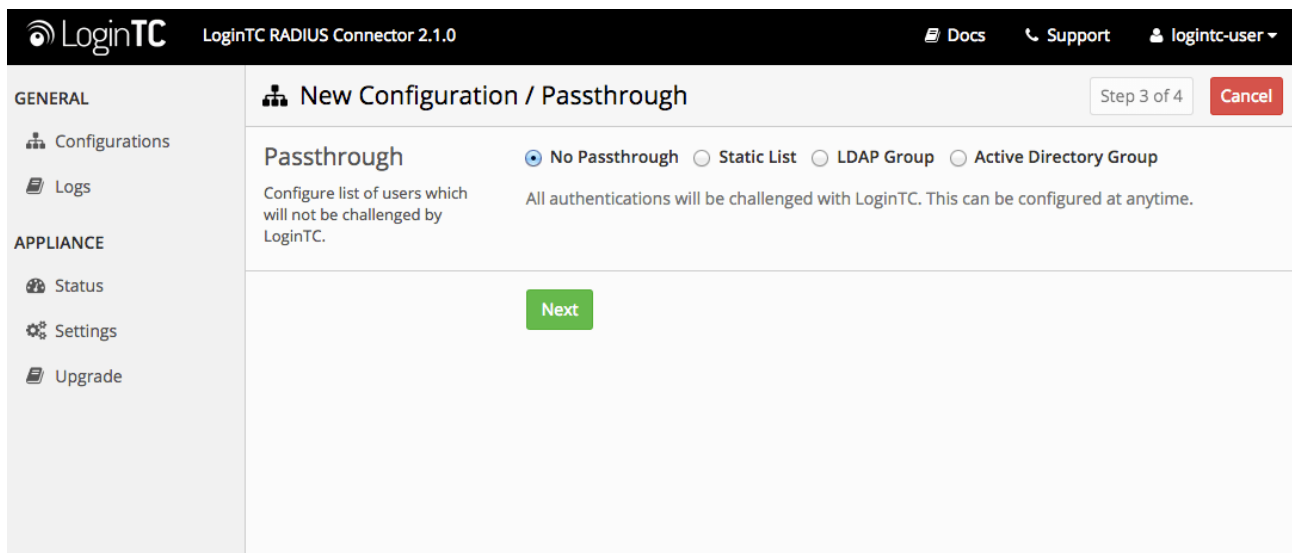 LoginTC LoginTC RADIUS Connector 2.1.0 Docs Support logintc-user
GENERAL
Configurations
Logs
APPLIANCE
Status
Settings
Upgrade
New Configuration / Passthrough Step 3 of 4 Cancel
Passthrough
Configure list of users which
will not be challenged by
LoginTC.
No Passthrough Static List LDAP Group Active Directory Group
All authentications will be challenged with LoginTC. This can be configured at anytime.
Next